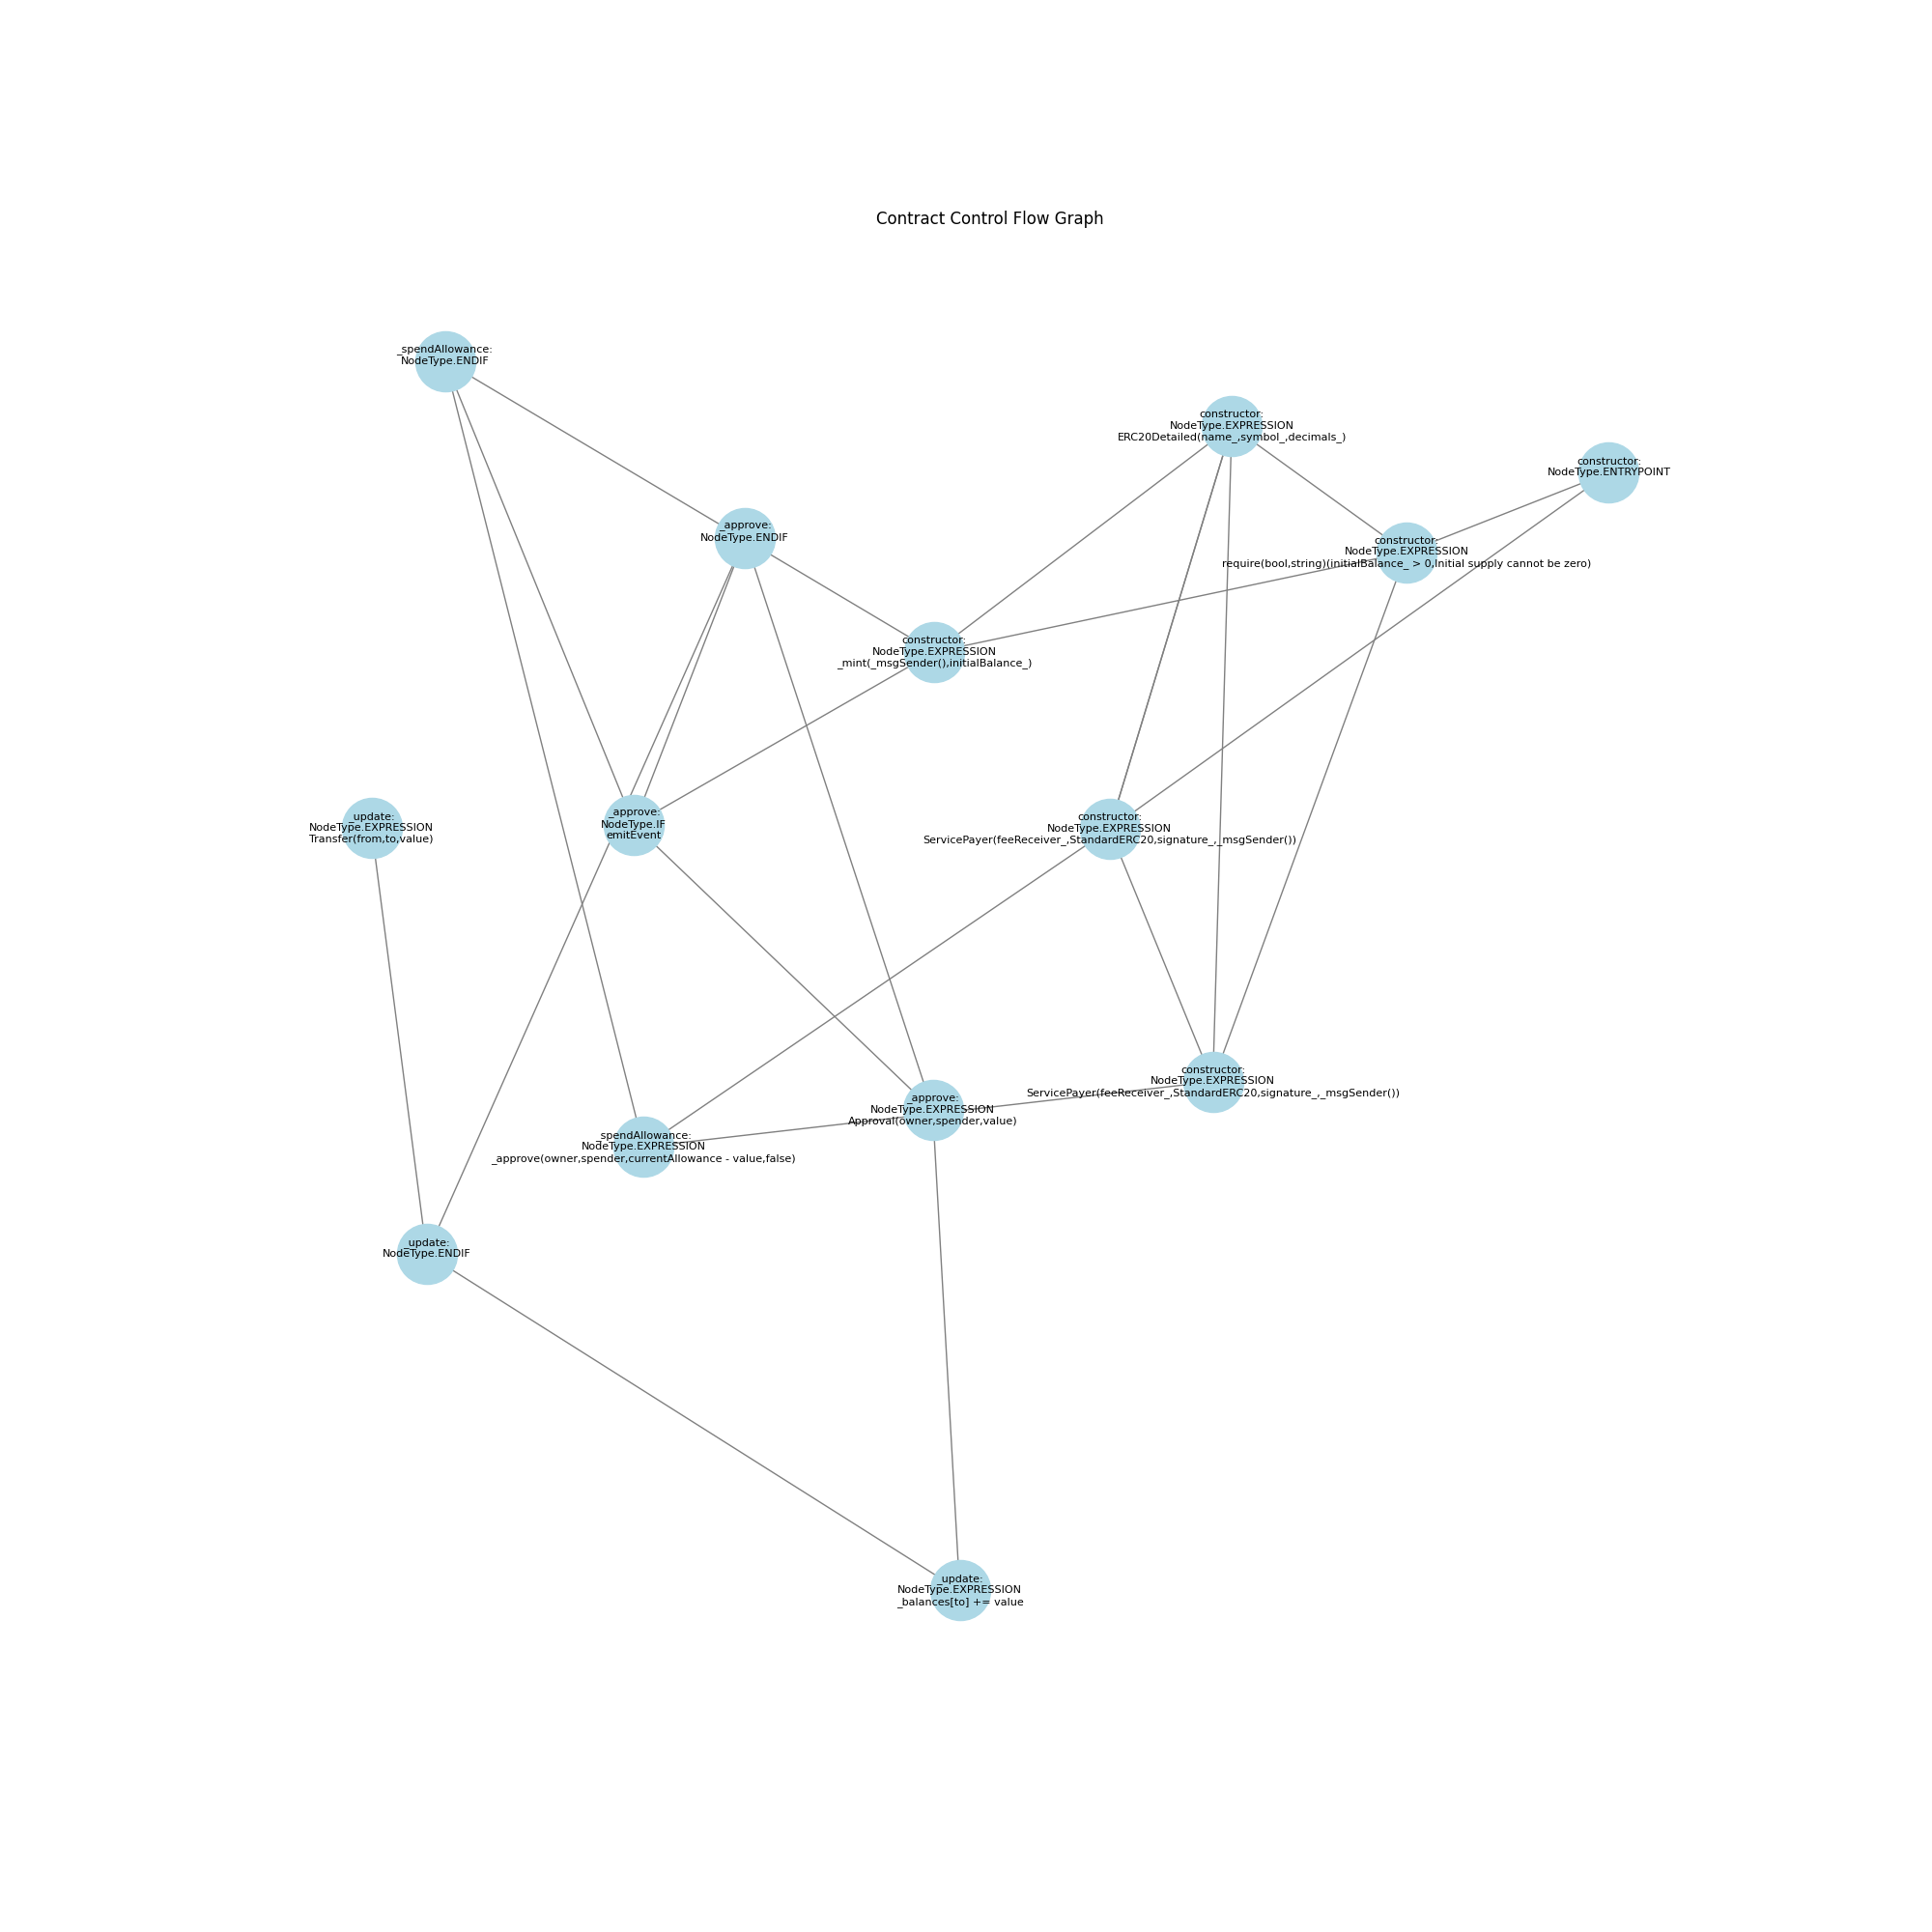 Contract Control Flow Graph
_spendAllowance:
NodeType.ENDIF
constructor:
NodeType.EXPRESSION
ERC20Detailed(name_,symbol_,decimals_)
constructor:
NodeType.ENTRYPOINT
_approve:
NodeType.ENDIF
constructor:
NodeType.EXPRESSION
require(bool,string)(initialBalance_ > 0,Initial supply cannot be zero)
constructor:
NodeType.EXPRESSION
_mint(_msgSender(),initialBalance_)
_update:
NodeType.EXPRESSION
Transfer(from,to,value)
_approve:
NodeType.IF
emitEvent
constructor:
NodeType.EXPRESSION
ServicePayer(feeReceiver_,StandardERC20,signature_,_msgSender())
constructor:
NodeType.EXPRESSION
ServicePayer(feeReceiver_,StandardERC20,signature_,_msgSender())
_approve:
NodeType.EXPRESSION
Approval(owner,spender,value)
_spendAllowance:
NodeType.EXPRESSION
_approve(owner,spender,currentAllowance - value,false)
_update:
NodeType.ENDIF
_update:
NodeType.EXPRESSION
_balances[to] += value